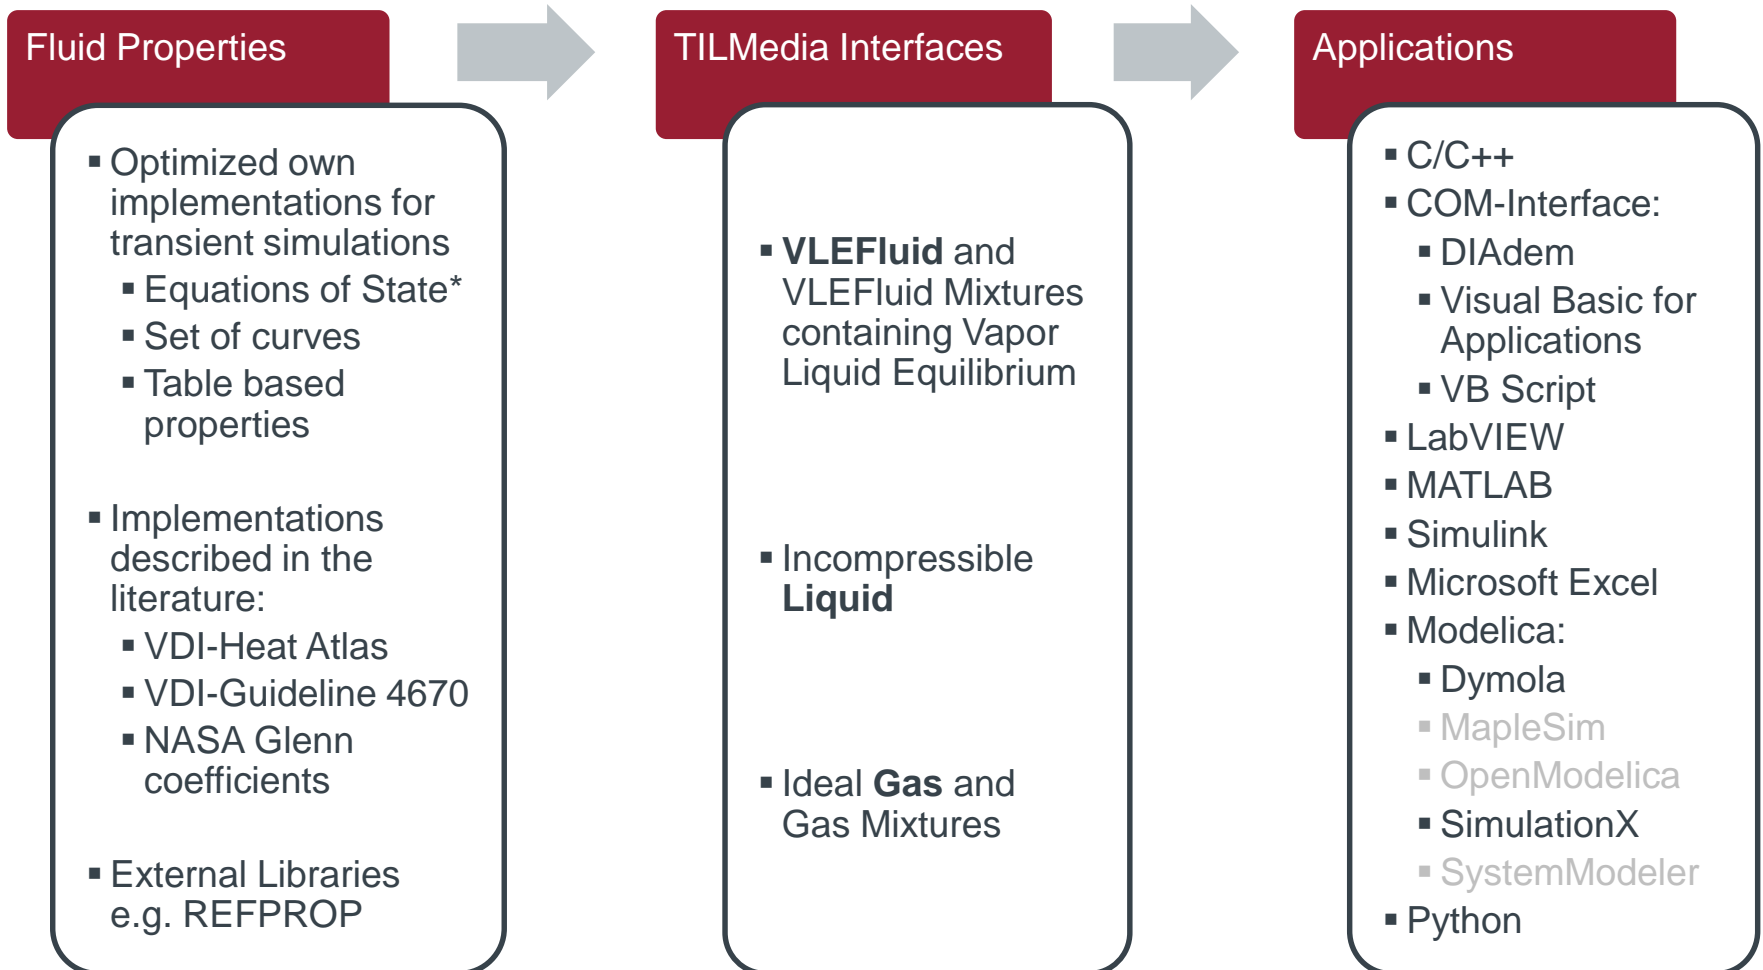 Fluid Properties
Optimized own
implementations for
transient simulations
Equations of State*
Set of curves
Table based
properties
Implementations
described in the
literature:
VDI-Heat Atlas
VDI-Guideline 4670
NASA Glenn
coefficients
External Libraries
e.g. REFPROP
TILMedia Interfaces
VLEFluid and
VLEFluid Mixtures
containing Vapor
Liquid Equilibrium
Incompressible
Liquid
Ideal Gas and
Gas Mixtures
Applications
C/C++
COM-Interface:
DIAdem
Visual Basic for
Applications
VB Script
LabVIEW
MATLAB
Simulink
Microsoft Excel
Modelica:
Dymola
MapleSim
OpenModelica
SimulationX
SystemModeler
Python